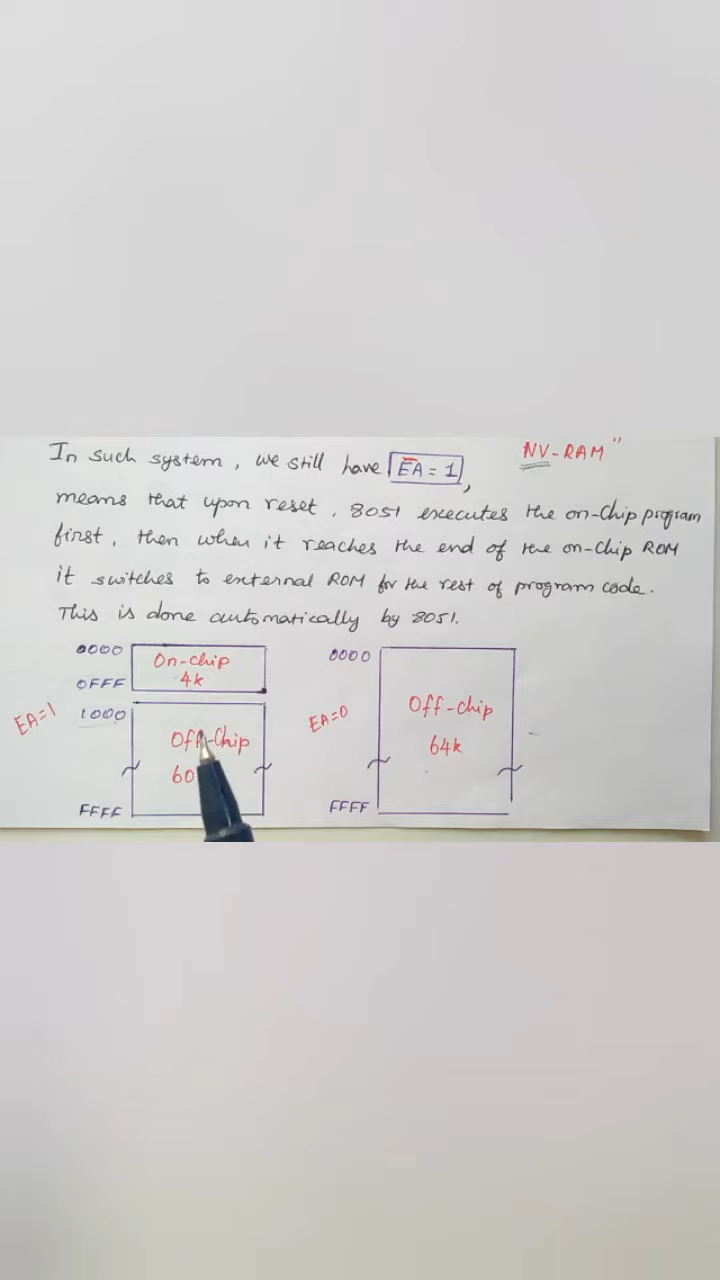 In such system, we still have E̅A = 1,
NV-RAM"
means that upon reset, 8051 executes the on-chip program
first, then when it reaches the end of the on-chip ROM
it switches to external ROM for the rest of program code.
This is done automatically by 8051.
0000
On-chip
4k
0FFF
EA=1
1000
Off-chip
60
FFFF
0000
EA=0
Off-chip
64k
FFFF